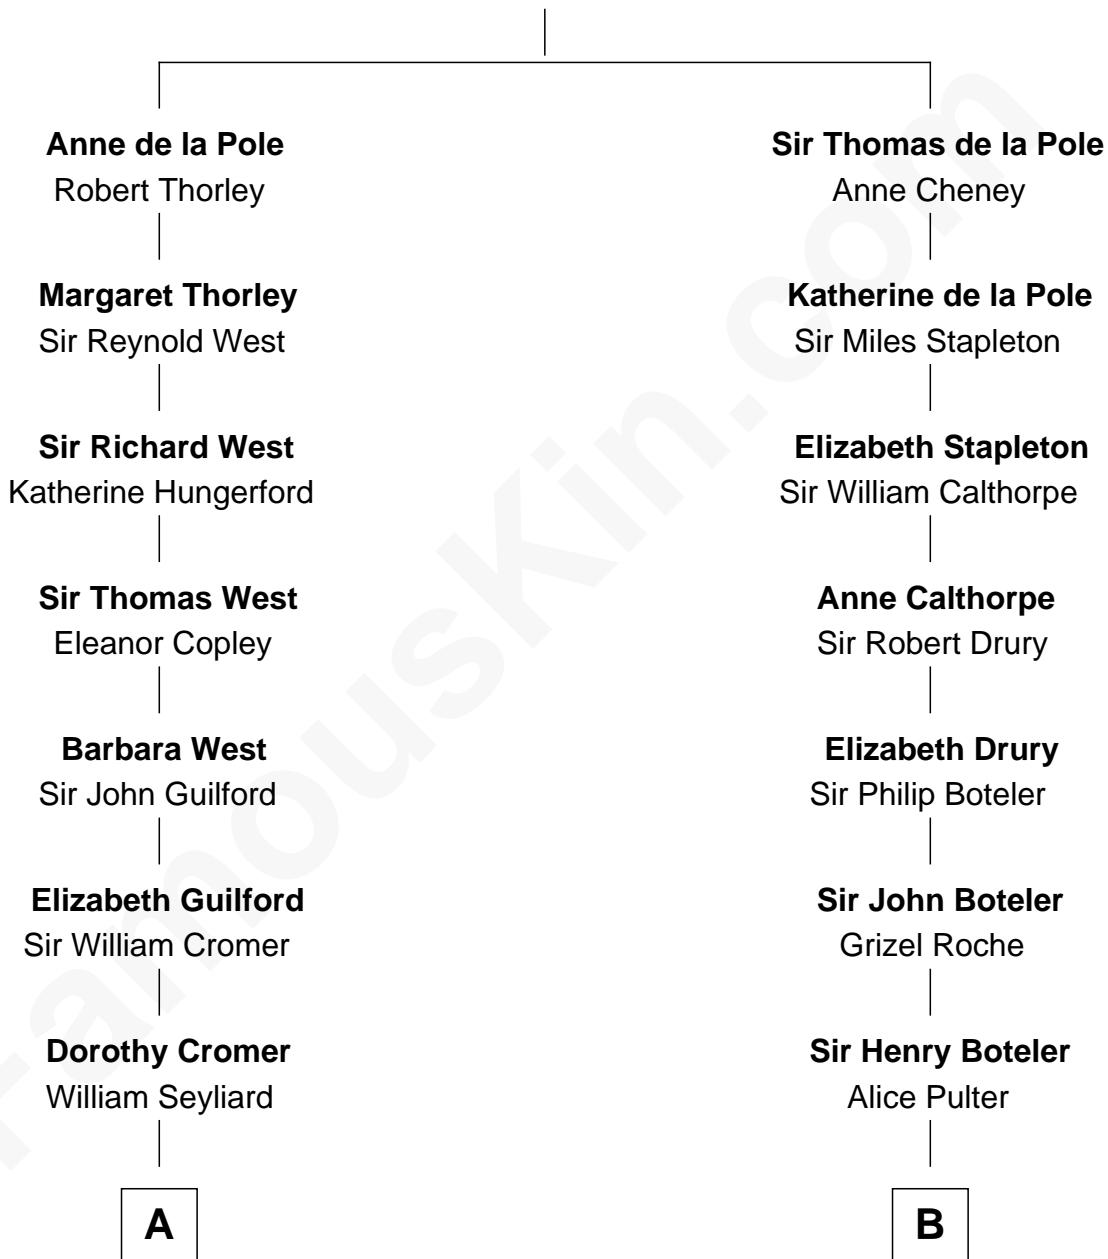 Anne de la Pole
Robert Thorley
Margaret Thorley
Sir Reynold West
Sir Richard West
Katherine Hungerford
Sir Thomas West
Eleanor Copley
Barbara West
Sir John Guilford
Elizabeth Guilford
Sir William Cromer
Dorothy Cromer
William Seyliard
A
Sir Thomas de la Pole
Anne Cheney
Katherine de la Pole
Sir Miles Stapleton
Elizabeth Stapleton
Sir William Calthorpe
Anne Calthorpe
Sir Robert Drury
Elizabeth Drury
Sir Philip Boteler
Sir John Boteler
Grizel Roche
Sir Henry Boteler
Alice Pulter
B
FamousKin.com